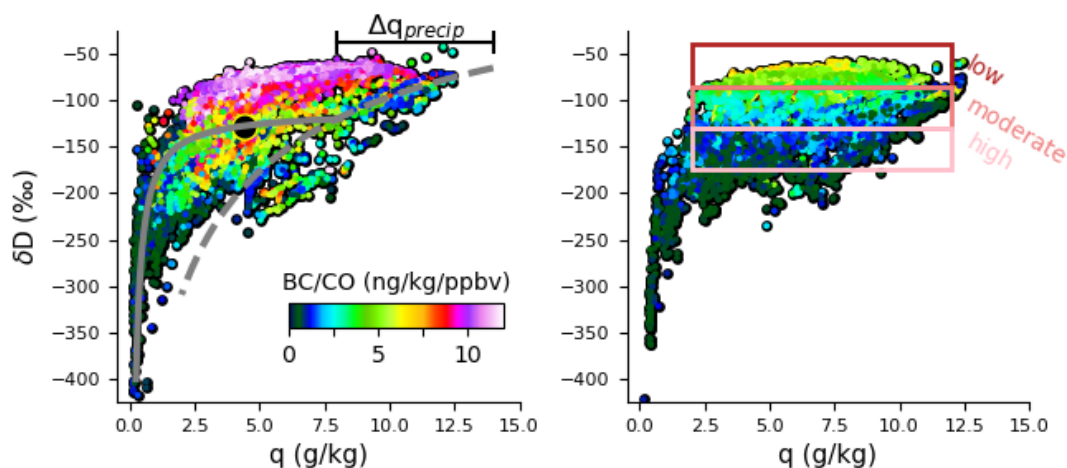 Δq_precip
−50
−100
−150
−200
−250
−300
−350
−400
δD (‰)
BC/CO (ng/kg/ppbv)
0 5 10
0.0 2.5 5.0 7.5 10.0 12.5 15.0
q (g/kg)
−50
−100
−150
−200
−250
−300
−350
−400
low
moderate
high
0.0 2.5 5.0 7.5 10.0 12.5 15.0
q (g/kg)